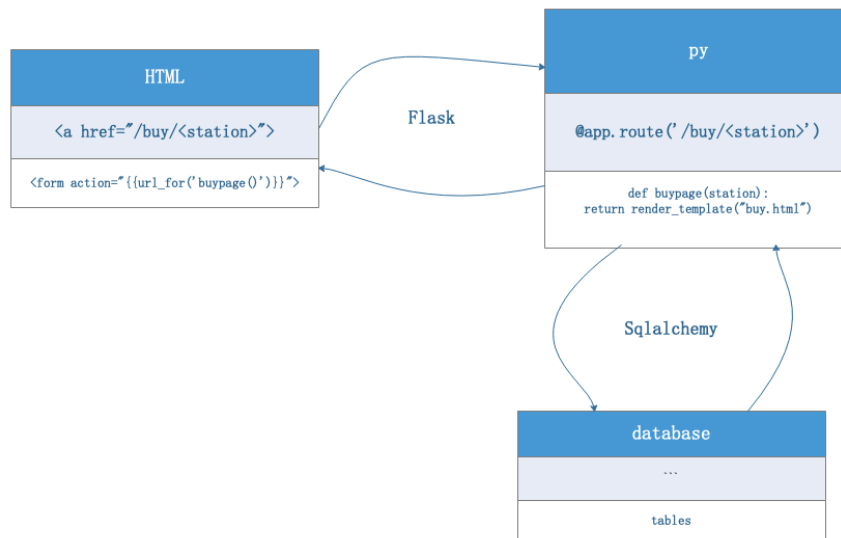 HTML
<a href="/buy/<station>">
<form action="{{url_for('buypage()')}}">
Flask
py
@app.route('/buy/<station>')
def buypage(station):
return render_template("buy.html")
Sqlalchemy
database
...
tables